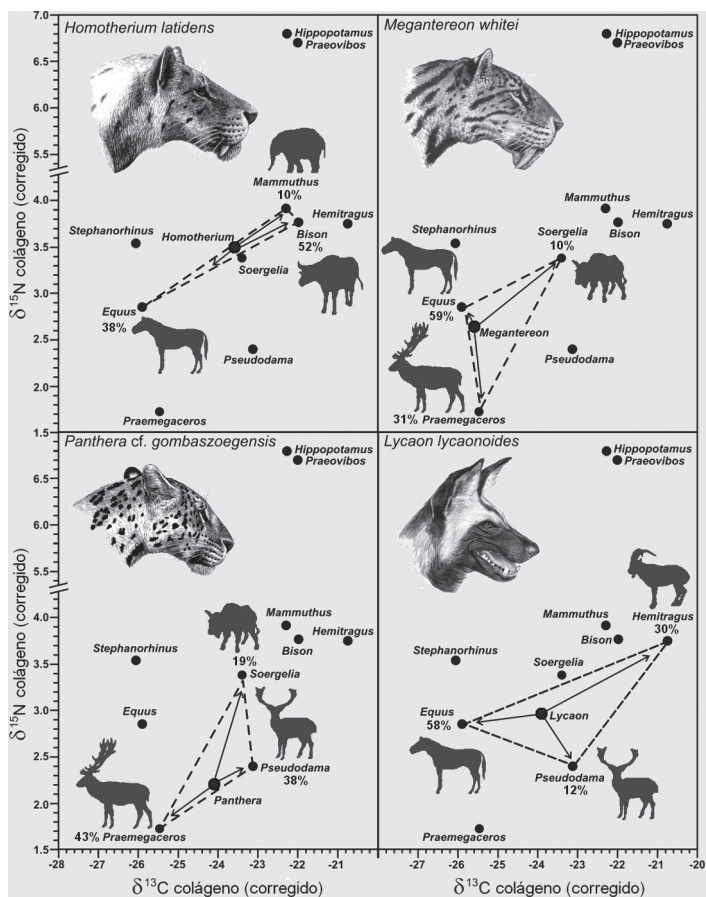 Homotherium latidens
Hippopotamus
Praeovibos
7.0
6.5
6.0
5.5
4.0
3.5
3.0
2.5
2.0
1.5
δ15N colágeno (corregido)
Mammuthus
10%
Hemitragus
Stephanorhinus
Homotherium
Bison
52%
Soergelia
Equus
38%
Pseudodama
Praemegaceros
Megantereon whitei
Hippopotamus
Praeovibos
Mammuthus
Hemitragus
Bison
Stephanorhinus
Soergelia
10%
Equus
59%
Megantereon
Pseudodama
31% Praemegaceros
Panthera cf. gombaszoegensis
Hippopotamus
Praeovibos
6.5
6.0
5.5
4.0
3.5
3.0
2.5
2.0
1.5
δ15N colágeno (corregido)
Mammuthus
Hemitragus
Bison
Stephanorhinus
19%
Soergelia
Equus
Pseudodama
38%
Panthera
43% Praemegaceros
-28 -27 -26 -25 -24 -23 -22 -21
δ13C colágeno (corregido)
Lycaon lycaonoides
Hippopotamus
Praeovibos
Mammuthus
Hemitragus
30%
Bison
Stephanorhinus
Soergelia
Equus
58%
Lycaon
Pseudodama
12%
Praemegaceros
-26 -25 -24 -23 -22 -21 -20
δ13C colágeno (corregido)